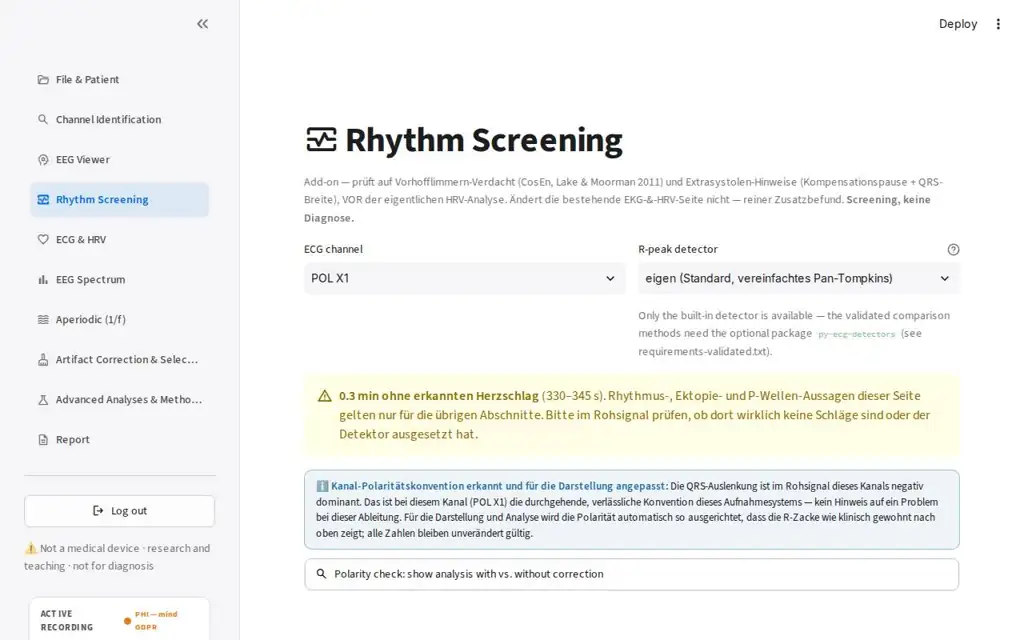 Deploy
File & Patient
Channel Identification
EEG Viewer
Rhythm Screening
ECG & HRV
EEG Spectrum
Aperiodic (1/f)
Artifact Correction & Selec...
Advanced Analyses & Metho...
Report
Log out
Not a medical device · research and
teaching · not for diagnosis
ACTIVE
RECORDING
PHI — mind
GDPR
Rhythm Screening
Add-on — prüft auf Vorhofflimmern-Verdacht (CosEn, Lake & Moorman 2011) und Extrasystolen-Hinweise (Kompensationspause + QRS-
Breite), VOR der eigentlichen HRV-Analyse. Ändert die bestehende EKG-&-HRV-Seite nicht — reiner Zusatzbefund. Screening, keine
Diagnose.
ECG channel
POL X1
R-peak detector
eigen (Standard, vereinfachtes Pan-Tompkins)
Only the built-in detector is available — the validated comparison
methods need the optional package py-ecg-detectors (see
requirements-validated.txt).
0.3 min ohne erkannten Herzschlag (330–345 s). Rhythmus-, Ektopie- und P-Wellen-Aussagen dieser Seite
gelten nur für die übrigen Abschnitte. Bitte im Rohsignal prüfen, ob dort wirklich keine Schläge sind oder der
Detektor ausgesetzt hat.
Kanal-Polaritätskonvention erkannt und für die Darstellung angepasst: Die QRS-Auslenkung ist im Rohsignal dieses Kanals negativ
dominant. Das ist bei diesem Kanal (POL X1) die durchgehende, verlässliche Konvention dieses Aufnahmesystems — kein Hinweis auf ein Problem
bei dieser Ableitung. Für die Darstellung und Analyse wird die Polarität automatisch so ausgerichtet, dass die R-Zacke wie klinisch gewohnt nach
oben zeigt; alle Zahlen bleiben unverändert gültig.
Polarity check: show analysis with vs. without correction